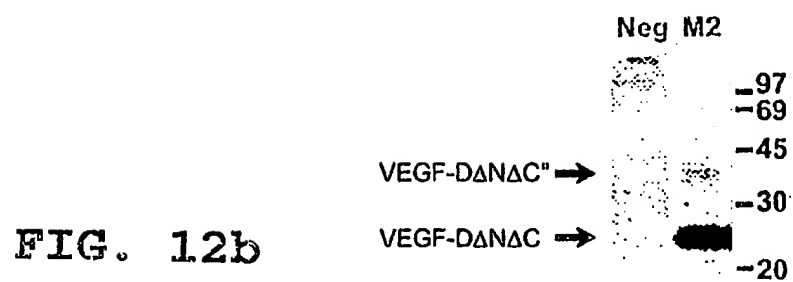 Neg M2
-97
-69
-45
VEGF-DΔNΔC"
-30
VEGF-DΔNΔC
FIG. 12b
-20